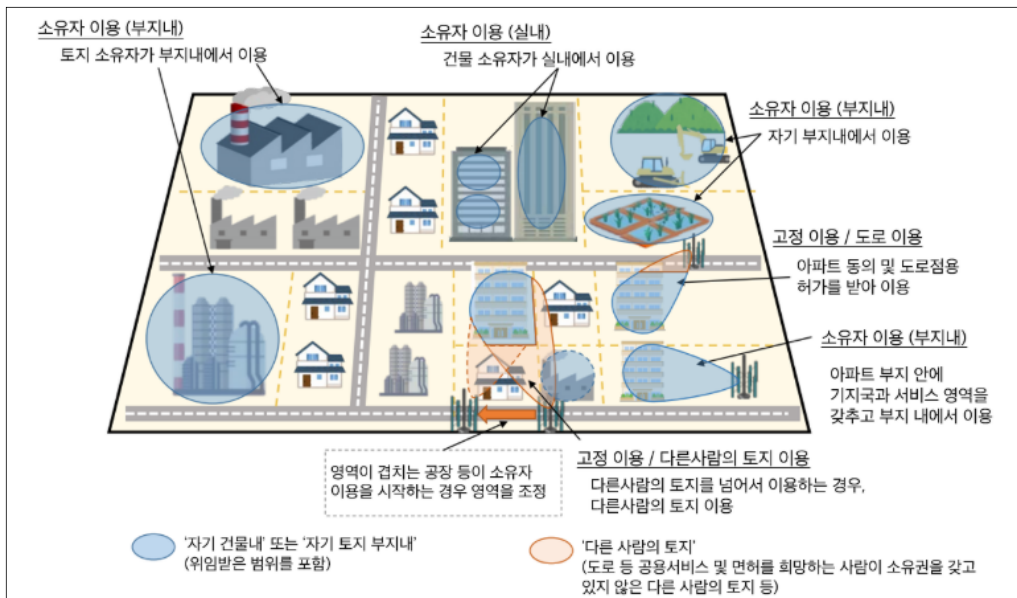 소유자 이용 (부지내)
토지 소유자가 부지내에서 이용
소유자 이용 (실내)
건물 소유자가 실내에서 이용
소유자 이용 (부지내)
자기 부지내에서 이용
고정 이용 / 도로 이용
아파트 동의 및 도로점용
허가를 받아 이용
소유자 이용 (부지내)
아파트 부지 안에
기지국과 서비스 영역을
갖추고 부지 내에서 이용
영역이 겹치는 공장 등이 소유자
이용을 시작하는 경우 영역을 조정
고정 이용 / 다른사람의 토지 이용
다른사람의 토지를 넘어서 이용하는 경우,
다른사람의 토지 이용
‘자기 건물내’ 또는 ‘자기 토지 부지내’
(위임받은 범위를 포함)
‘다른 사람의 토지’
(도로 등 공용서비스 및 면허를 희망하는 사람이 소유권을 갖고
있지 않은 다른 사람의 토지 등)